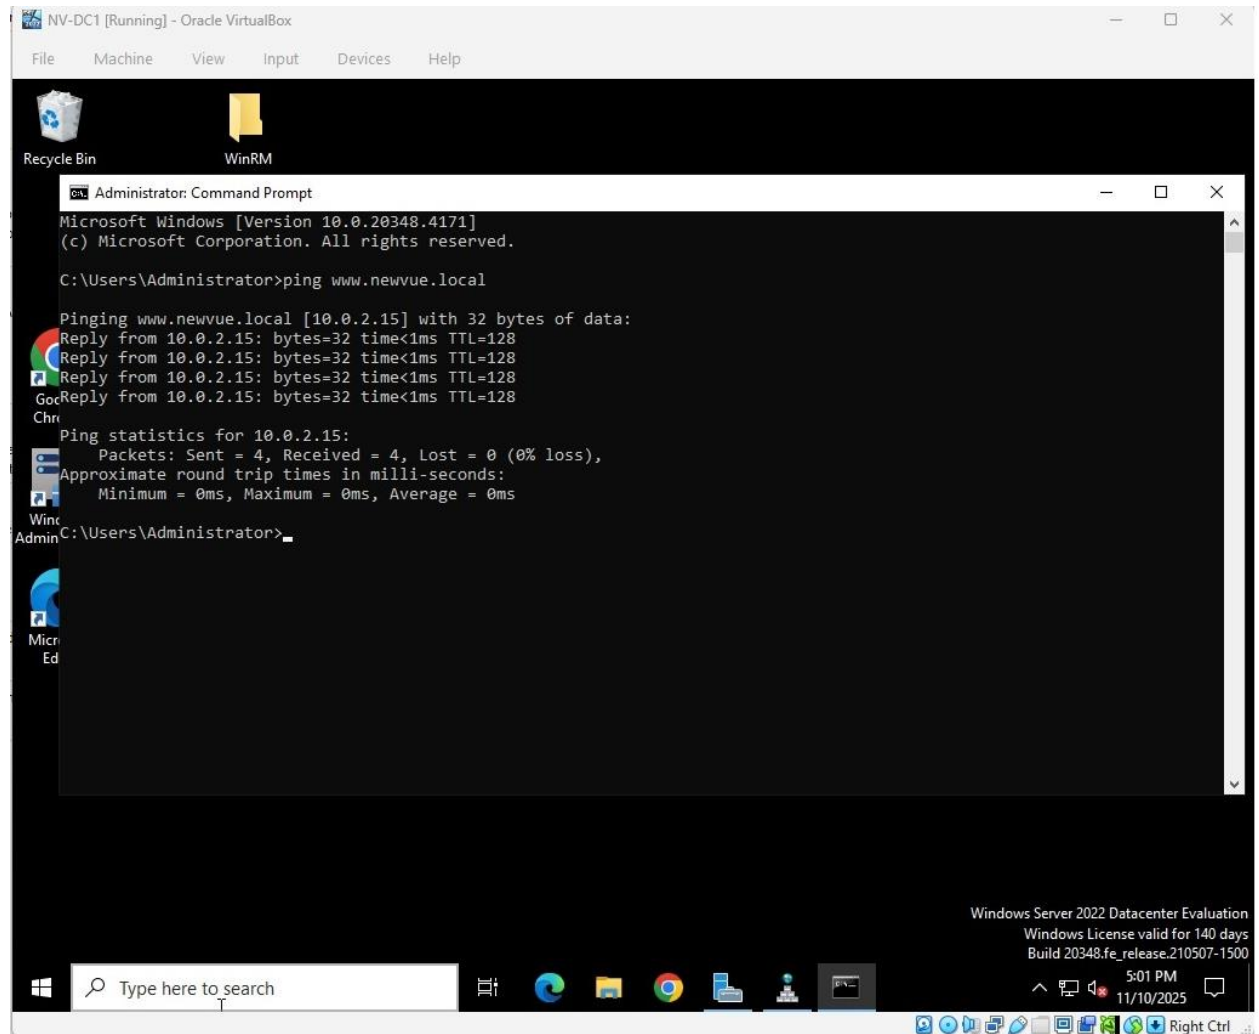 NV-DC1 [Running] - Oracle VirtualBox
File Machine View Input Devices Help
Recycle Bin
WinRM
Administrator: Command Prompt
Microsoft Windows [Version 10.0.20348.4171]
(c) Microsoft Corporation. All rights reserved.
C:\Users\Administrator>ping www.newvue.local
Pinging www.newvue.local [10.0.2.15] with 32 bytes of data:
Reply from 10.0.2.15: bytes=32 time<1ms TTL=128
Reply from 10.0.2.15: bytes=32 time<1ms TTL=128
Reply from 10.0.2.15: bytes=32 time<1ms TTL=128
Reply from 10.0.2.15: bytes=32 time<1ms TTL=128
Goo
Chr
Ping statistics for 10.0.2.15:
Packets: Sent = 4, Received = 4, Lost = 0 (0% loss),
Approximate round trip times in milli-seconds:
Minimum = 0ms, Maximum = 0ms, Average = 0ms
Wind
Admin
C:\Users\Administrator>
Micr
Ed
Windows Server 2022 Datacenter Evaluation
Windows License valid for 140 days
Build 20348.fe_release.210507-1500
Type here to search
5:01 PM
11/10/2025
Right Ctrl